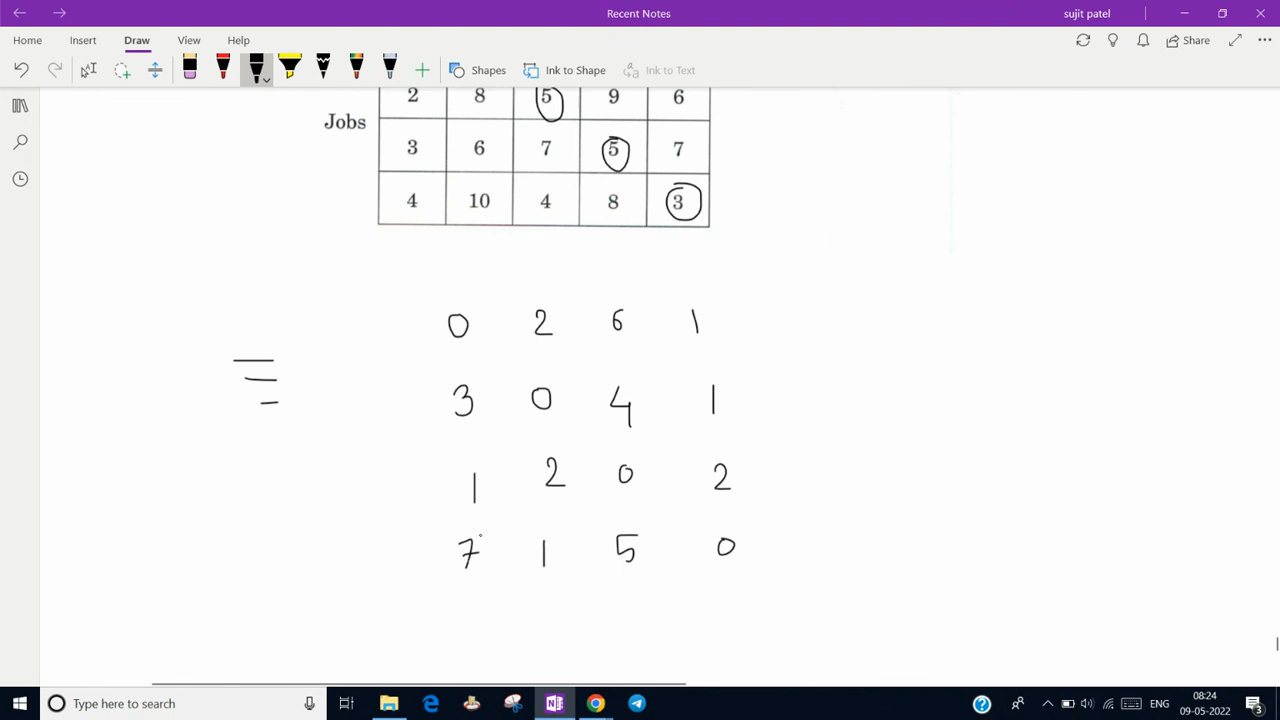 Recent Notes
sujit patel
Home Insert Draw View Help
Share
Shapes Ink to Shape Ink to Text
2 8 5 9 6
Jobs
3 6 7 5 7
4 10 4 8 3
0 2 6 1
3 0 4 1
1 2 0 2
7 1 5 0
Type here to search
ENG
08:24
09-05-2022
3